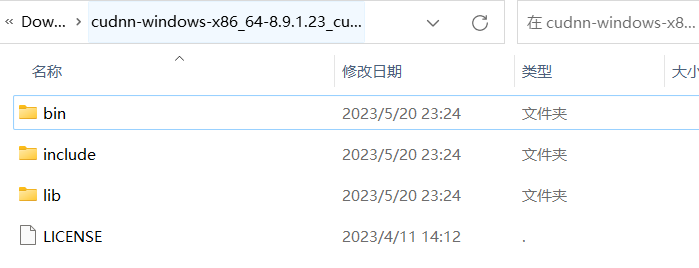 « Dow... > cudnn-windows-x86_64-8.9.1.23_cu... 在 cudnn-windows-x8...
名称 修改日期 类型 大小
bin 2023/5/20 23:24 文件夹
include 2023/5/20 23:24 文件夹
lib 2023/5/20 23:24 文件夹
LICENSE 2023/4/11 14:12 .